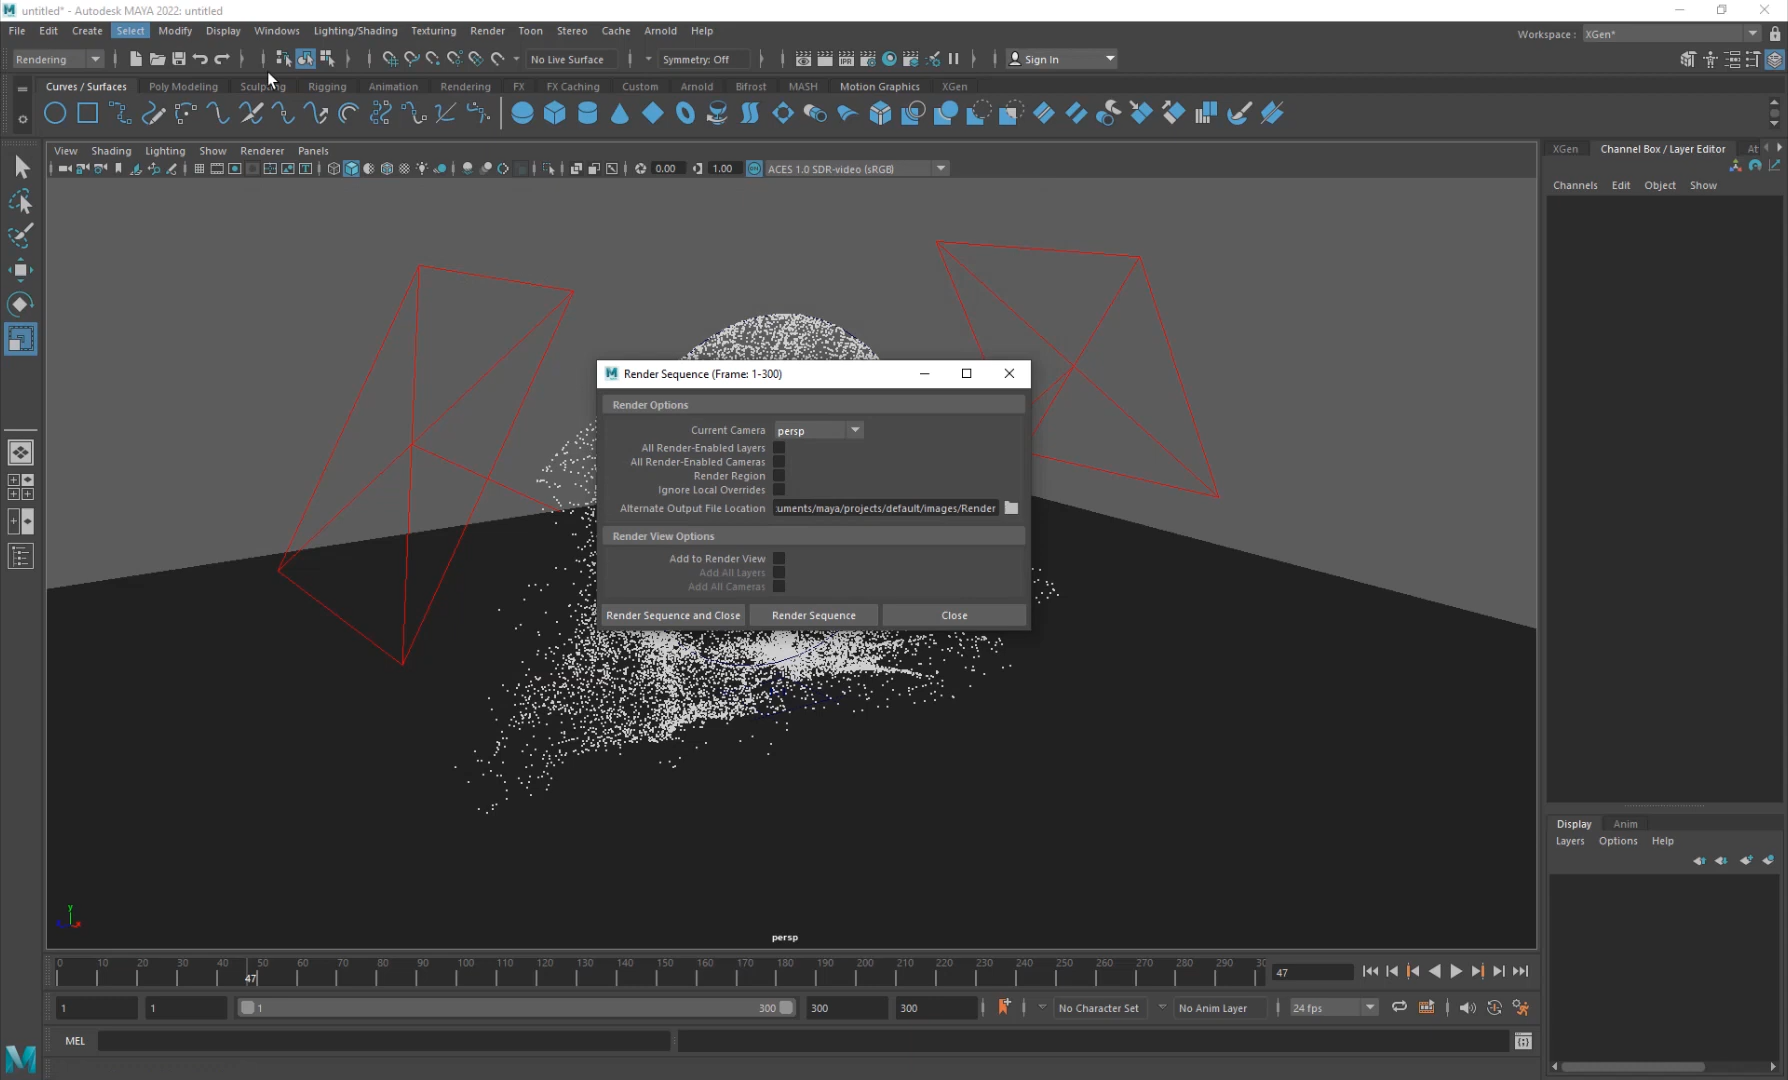 untitled* - Autodesk MAYA 2022: untitled
File Edit Create Select Modify Display Windows Lighting/Shading Texturing Render Toon Stereo Cache Arnold Help
Workspace : XGen*
Rendering No Live Surface Symmetry: Off IPR Sign In
Curves / Surfaces Poly Modeling Sculpting Rigging Animation Rendering FX FX Caching Custom Arnold Bifrost MASH Motion Graphics XGen
View Shading Lighting Show Renderer Panels
0.00 1.00 ACES 1.0 SDR-video (sRGB)
XGen Channel Box / Layer Editor At
Channels Edit Object Show
Render Sequence (Frame: 1-300)
Render Options
Current Camera persp
All Render-Enabled Layers
All Render-Enabled Cameras
Render Region
Ignore Local Overrides
Alternate Output File Location :uments/maya/projects/default/images/Render
Render View Options
Add to Render View
Add All Layers
Add All Cameras
Render Sequence and Close Render Sequence Close
y
persp
Display Anim
Layers Options Help
0 10 20 30 40 50 60 70 80 90 100 110 120 130 140 150 160 170 180 190 200 210 220 230 240 250 260 270 280 290 30
47
47
1 1 1 300 300 300 No Character Set No Anim Layer 24 fps
MEL